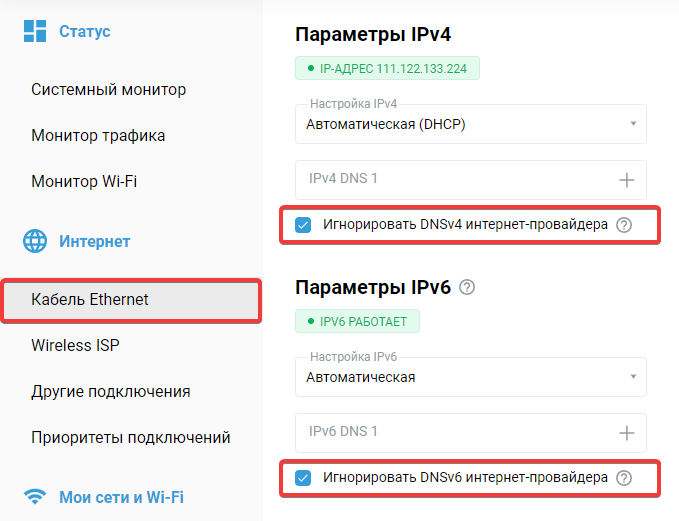 Статус
Системный монитор
Монитор трафика
Монитор Wi-Fi
Интернет
Кабель Ethernet
Wireless ISP
Другие подключения
Приоритеты подключений
Мои сети и Wi-Fi
Параметры IPv4
IP-АДРЕС 111.122.133.224
Настройка IPv4
Автоматическая (DHCP)
IPv4 DNS 1
Игнорировать DNSv4 интернет-провайдера
Параметры IPv6
IPV6 РАБОТАЕТ
Настройка IPv6
Автоматическая
IPv6 DNS 1
Игнорировать DNSv6 интернет-провайдера